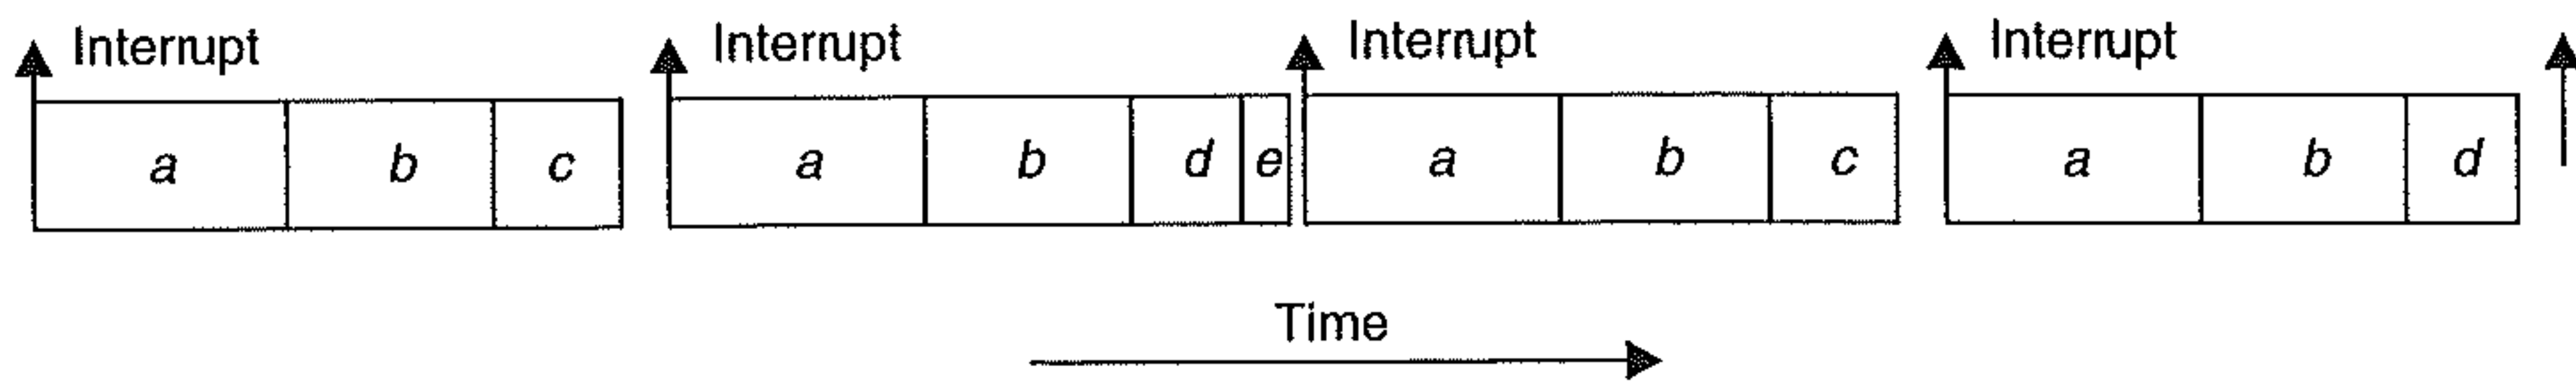 Interrupt Interrupt Interrupt Interrupt
a b c a b d e a b c a b d
Time